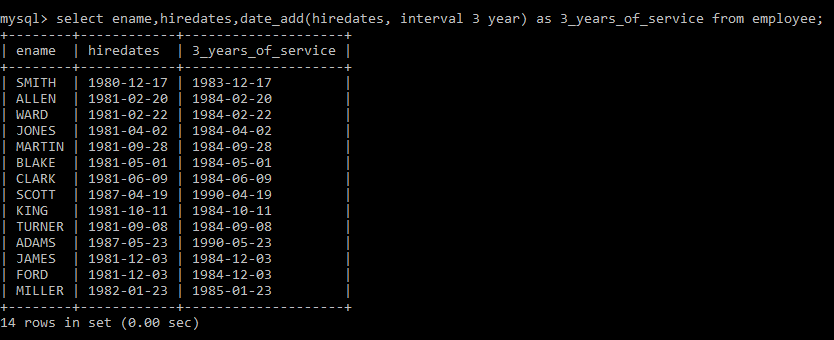 mysql> select ename,hiredates,date_add(hiredates, interval 3 year) as 3_years_of_service from employee;
+--------+------------+--------------------+
| ename  | hiredates  | 3_years_of_service |
+--------+------------+--------------------+
| SMITH  | 1980-12-17 | 1983-12-17         |
| ALLEN  | 1981-02-20 | 1984-02-20         |
| WARD   | 1981-02-22 | 1984-02-22         |
| JONES  | 1981-04-02 | 1984-04-02         |
| MARTIN | 1981-09-28 | 1984-09-28         |
| BLAKE  | 1981-05-01 | 1984-05-01         |
| CLARK  | 1981-06-09 | 1984-06-09         |
| SCOTT  | 1987-04-19 | 1990-04-19         |
| KING   | 1981-10-11 | 1984-10-11         |
| TURNER | 1981-09-08 | 1984-09-08         |
| ADAMS  | 1987-05-23 | 1990-05-23         |
| JAMES  | 1981-12-03 | 1984-12-03         |
| FORD   | 1981-12-03 | 1984-12-03         |
| MILLER | 1982-01-23 | 1985-01-23         |
+--------+------------+--------------------+
14 rows in set (0.00 sec)